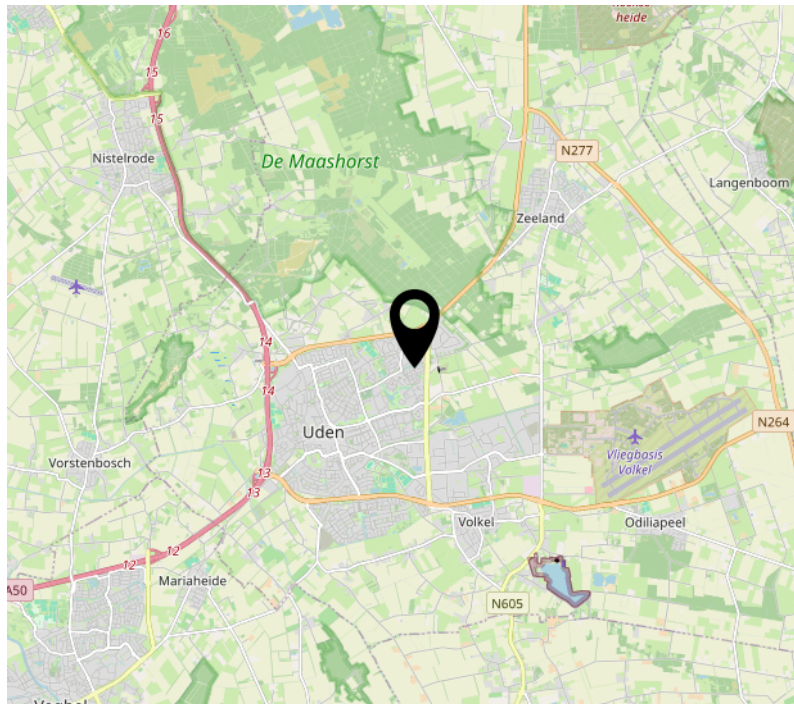 heide
16
15
15
N277
Nistelrode
De Maashorst
Langenboom
Zeeland
14
14
N264
Uden
Vliegbasis
Volkel
Vorstenbosch
13
13
Volkel
Odiliapeel
12
12
Mariaheide
A50
N605